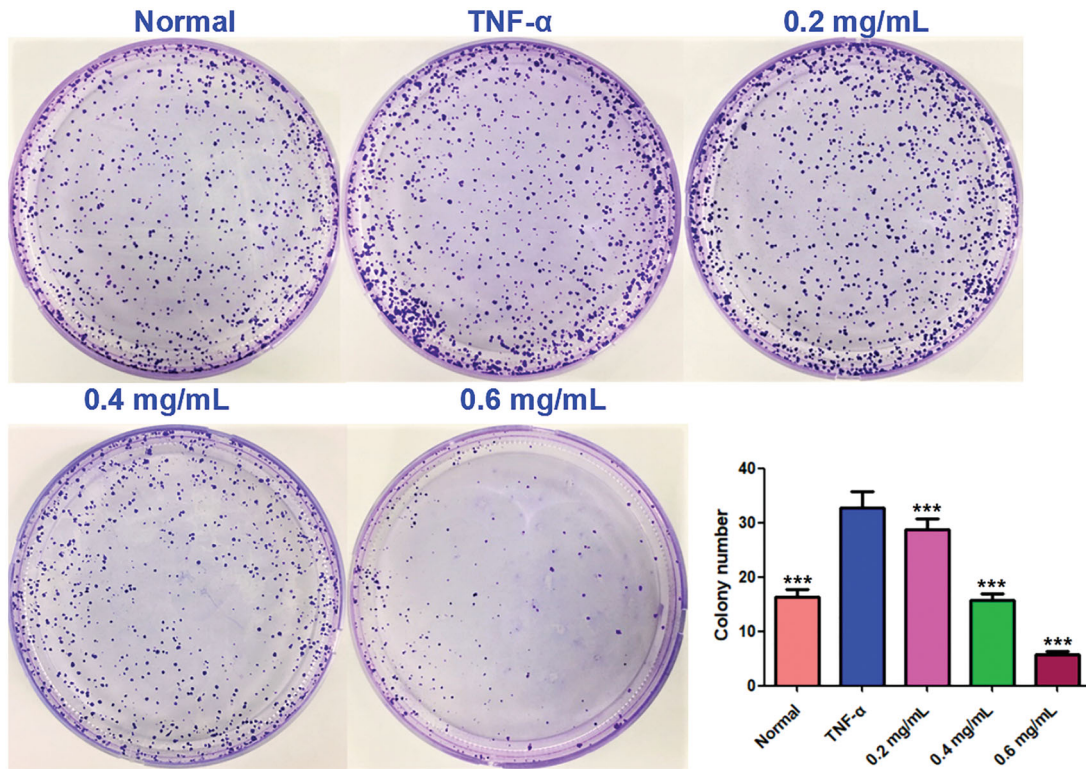 Normal
TNF-α
0.2 mg/mL
0.4 mg/mL
0.6 mg/mL
Colony number
40
30
20
10
0
***
***
***
***
Normal
TNF-α
0.2 mg/mL
0.4 mg/mL
0.6 mg/mL